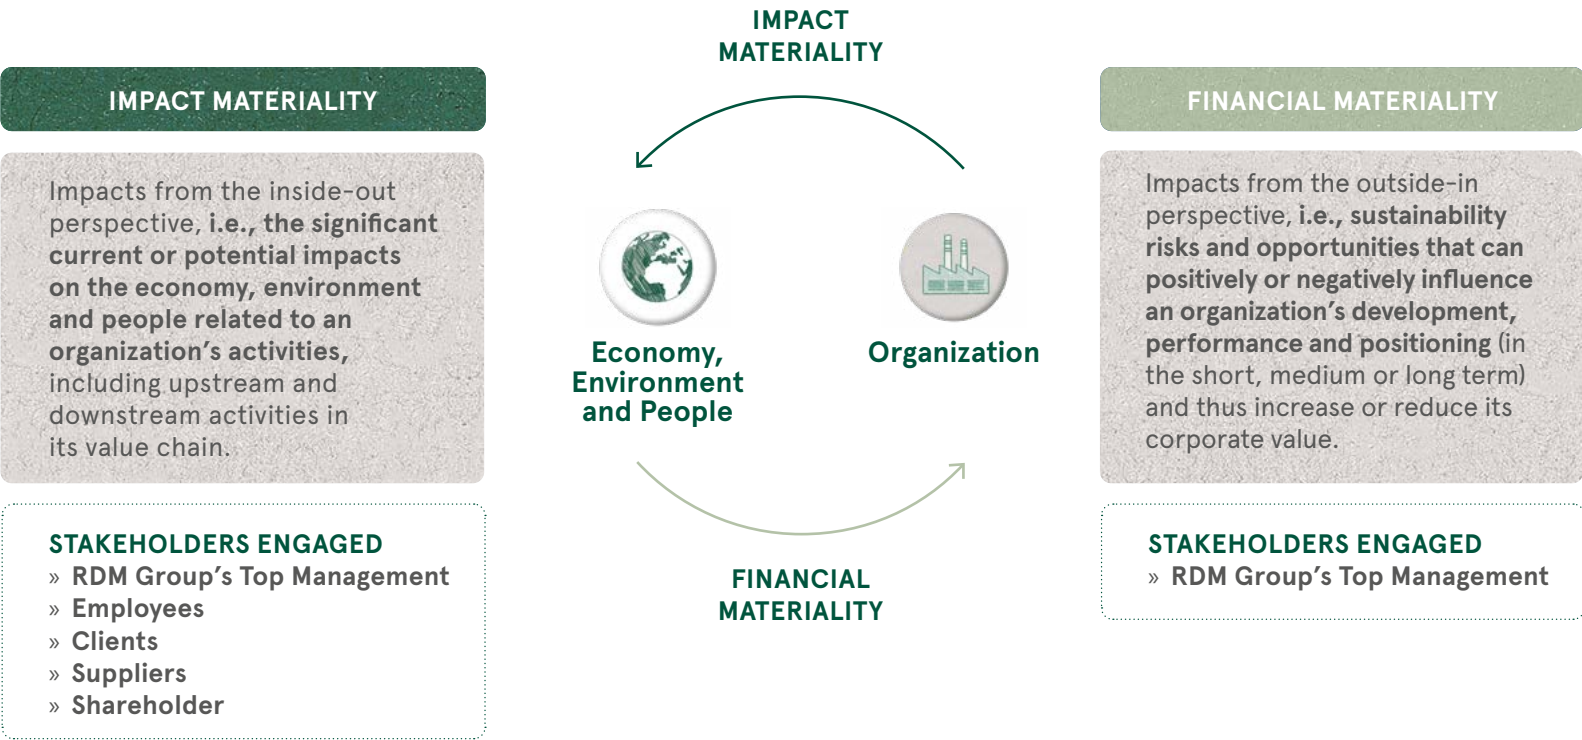 IMPACT MATERIALITY
Impacts from the inside-out
perspective, i.e., the significant
current or potential impacts
on the economy, environment
and people related to an
organization’s activities,
including upstream and
downstream activities in
its value chain.
STAKEHOLDERS ENGAGED
» RDM Group’s Top Management
» Employees
» Clients
» Suppliers
» Shareholder
IMPACT
MATERIALITY
Economy,
Environment
and People
Organization
FINANCIAL
MATERIALITY
FINANCIAL MATERIALITY
Impacts from the outside-in
perspective, i.e., sustainability
risks and opportunities that can
positively or negatively influence
an organization’s development,
performance and positioning (in
the short, medium or long term)
and thus increase or reduce its
corporate value.
STAKEHOLDERS ENGAGED
» RDM Group’s Top Management